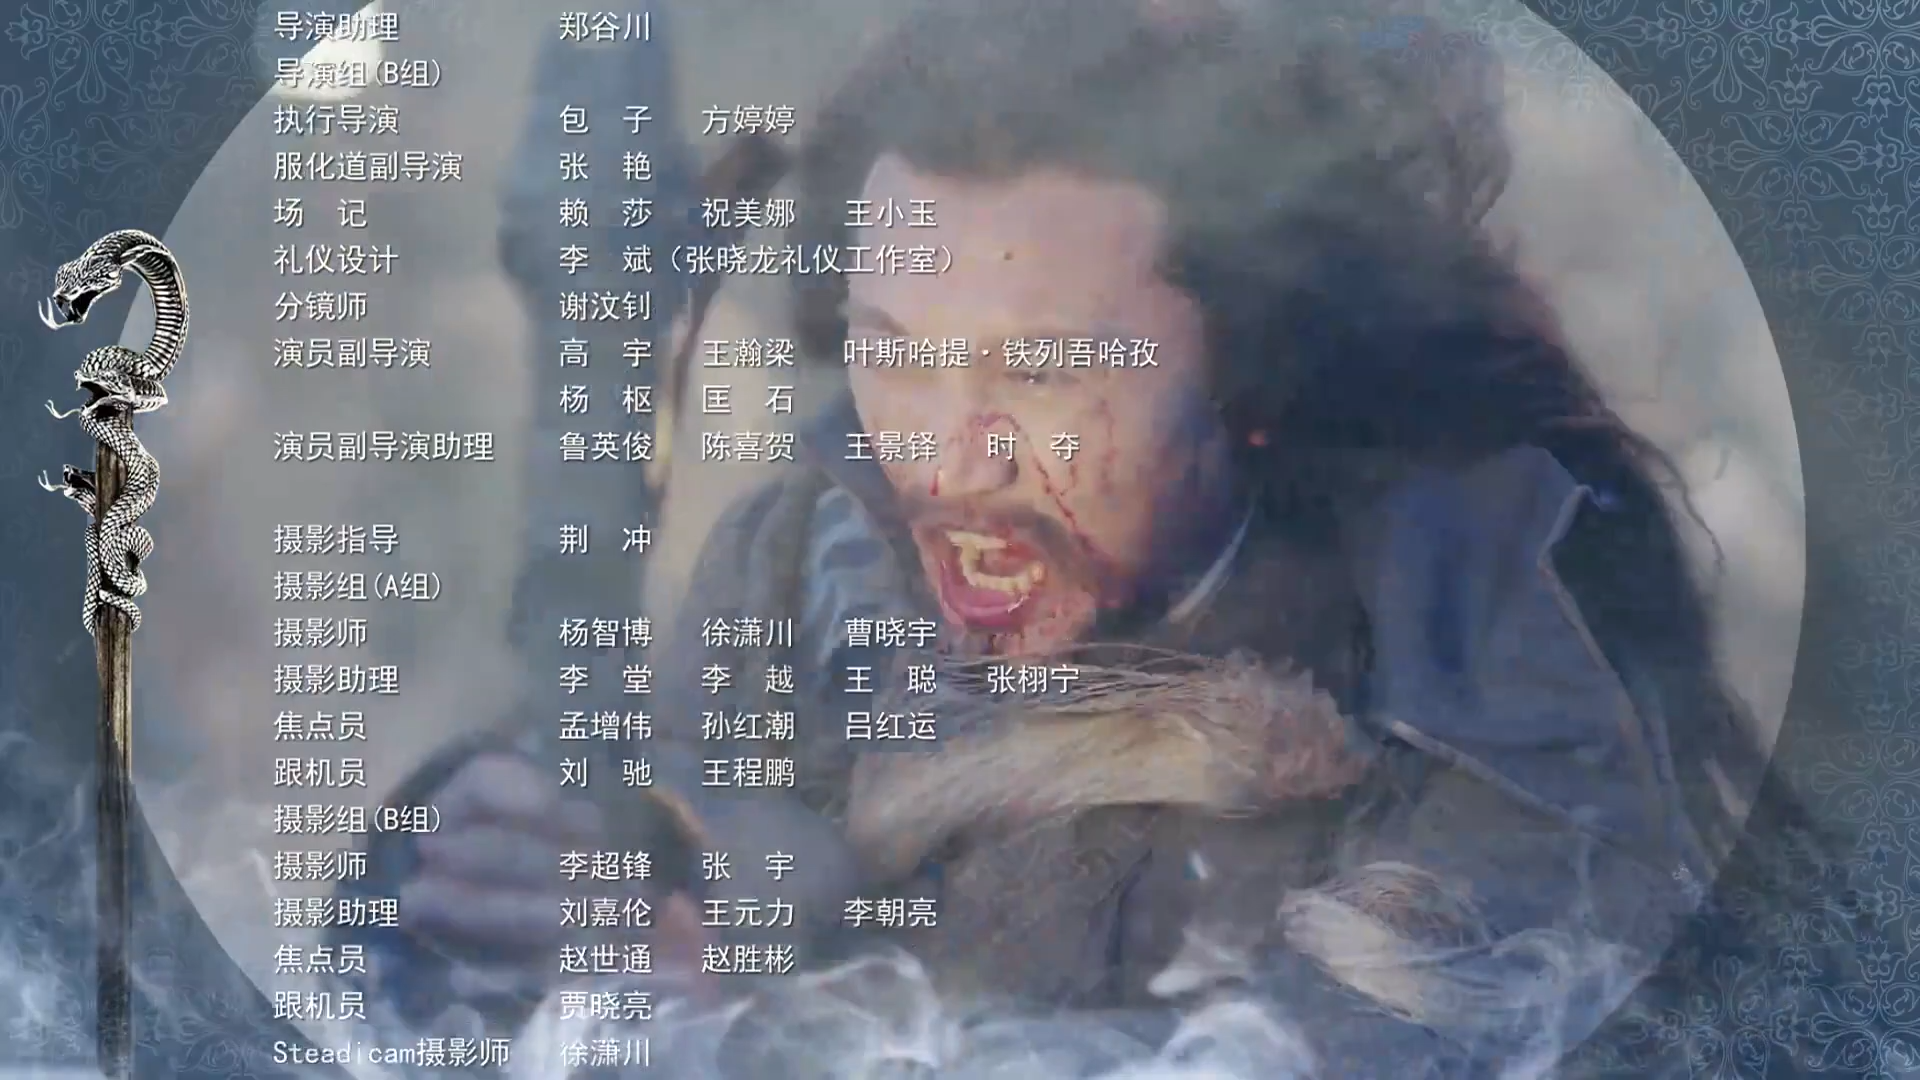 导演助理 郑谷川
导演组(B组)
执行导演 包 子 方婷婷
服化道副导演 张 艳
场 记 赖 莎 祝美娜 王小玉
礼仪设计 李 斌（张晓龙礼仪工作室）
分镜师 谢汶钊
演员副导演 高 宇 王瀚梁 叶斯哈提·铁列吾哈孜
杨 枢 匡 石
演员副导演助理 鲁英俊 陈喜贺 王景铎 时 夺
摄影指导 荆 冲
摄影组(A组)
摄影师 杨智博 徐潇川 曹晓宇
摄影助理 李 堂 李 越 王 聪 张栩宁
焦点员 孟增伟 孙红潮 吕红运
跟机员 刘 驰 王程鹏
摄影组(B组)
摄影师 李超锋 张 宇
摄影助理 刘嘉伦 王元力 李朝亮
焦点员 赵世通 赵胜彬
跟机员 贾晓亮
Steadicam摄影师 徐潇川